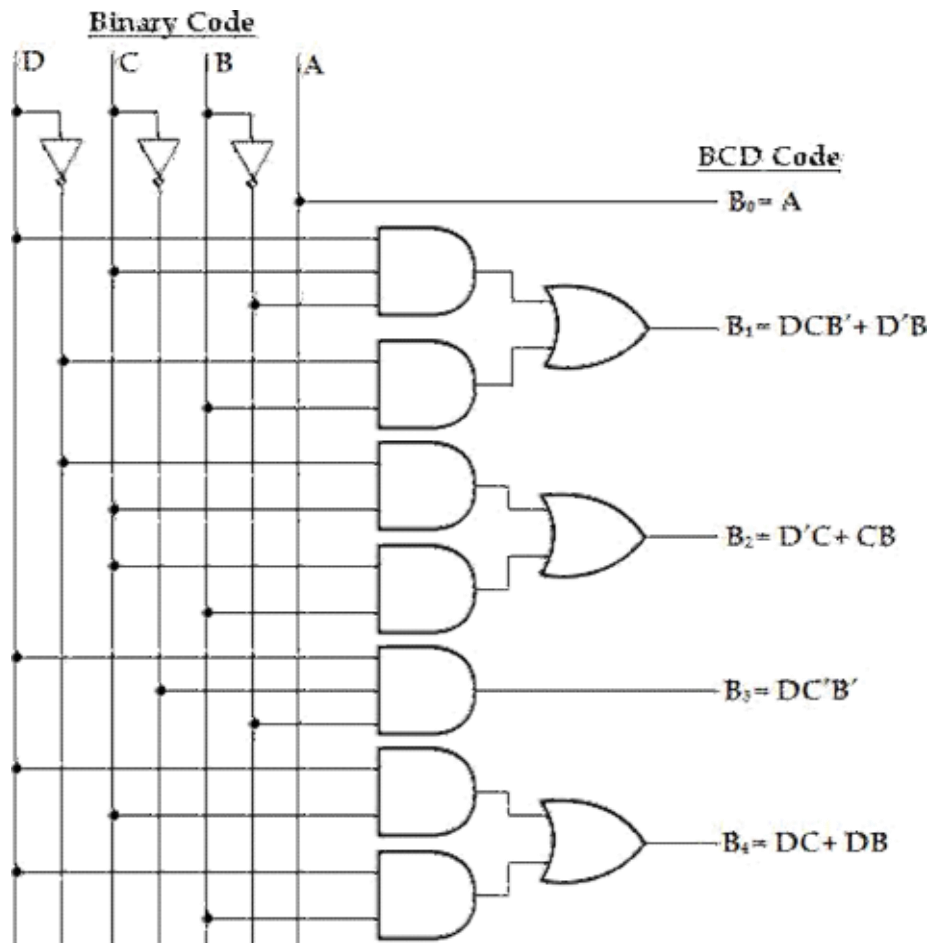 Binary Code
D C B A
BCD Code
B₀= A
B₁= DCB′+ D′B
B₂= D′C+ CB
B₃= DC′B′
B₄= DC+ DB